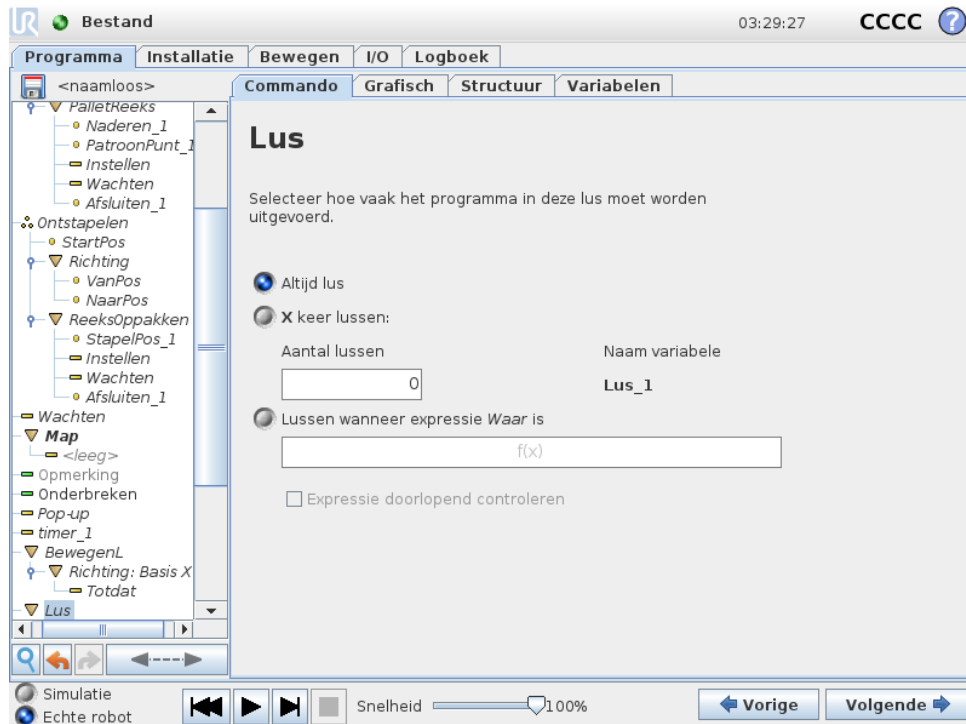 UR Bestand 03:29:27 CCCC ?
Programma Installatie Bewegen I/O Logboek
<naamloos>
PalletReeks
Naderen_1
PatroonPunt_1
Instellen
Wachten
Afsluiten_1
Ontstapelen
StartPos
Richting
VanPos
NaarPos
ReeksOppakken
StapelPos_1
Instellen
Wachten
Afsluiten_1
Wachten
Map
<leeg>
Opmerking
Onderbreken
Pop-up
timer_1
BewegenL
Richting: Basis X
Totdat
Lus
Commando Grafisch Structuur Variabelen
Lus
Selecteer hoe vaak het programma in deze lus moet worden
uitgevoerd.
Altijd lus
X keer lussen:
Aantal lussen Naam variabele
0 Lus_1
Lussen wanneer expressie Waar is
f(x)
Expressie doorlopend controleren
Simulatie
Echte robot
Snelheid 100%
Vorige Volgende